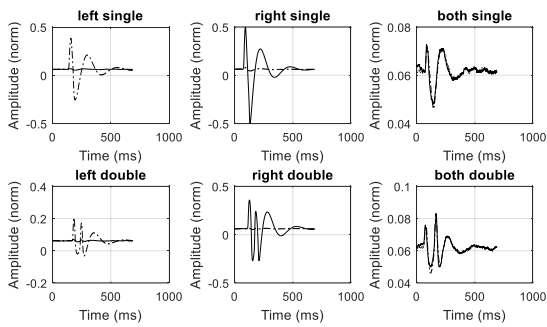 left single
right single
both single
Amplitude (norm)
0.5
0
-0.5
0
500
1000
Time (ms)
Amplitude (norm)
0.5
0
-0.5
0
500
1000
Time (ms)
Amplitude (norm)
0.08
0.06
0.04
0
500
1000
Time (ms)
left double
right double
both double
Amplitude (norm)
0.4
0.2
0
-0.2
0
500
1000
Time (ms)
Amplitude (norm)
0.5
0
-0.5
0
500
1000
Time (ms)
Amplitude (norm)
0.1
0.08
0.06
0.04
0
500
1000
Time (ms)